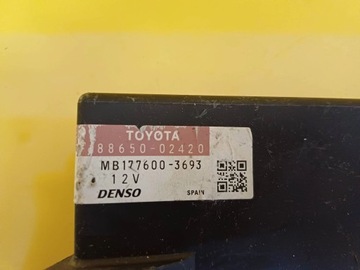 TOYOTA
88650-02420
MB177600-3693
12V
DENSO SPAIN